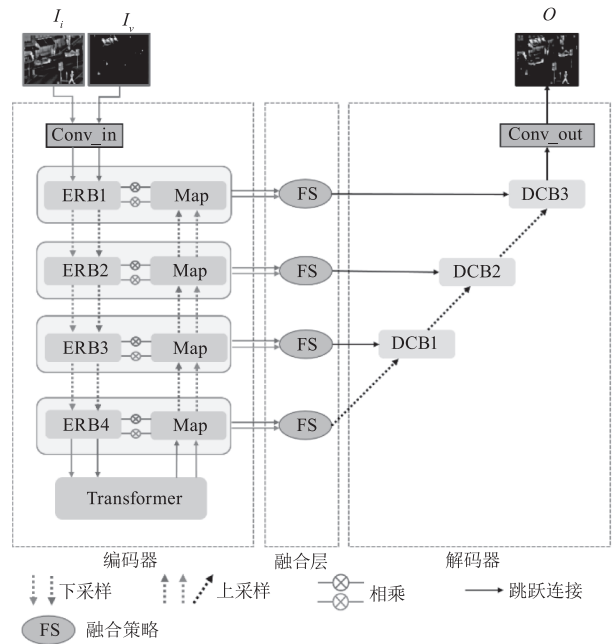 Ii Iv O
Conv_in Conv_out
ERB1 Map FS DCB3
ERB2 Map FS DCB2
ERB3 Map FS DCB1
ERB4 Map FS
Transformer
编码器 融合层 解码器
下采样 上采样 相乘 跳跃连接
FS 融合策略